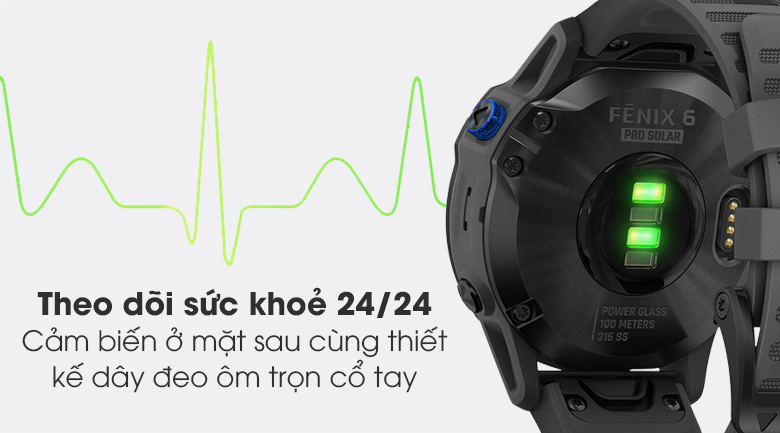 FĒNIX 6
PRO SOLAR
POWER GLASS
100 METERS
316 SS
Theo dõi sức khoẻ 24/24
Cảm biến ở mặt sau cùng thiết
kế dây đeo ôm trọn cổ tay